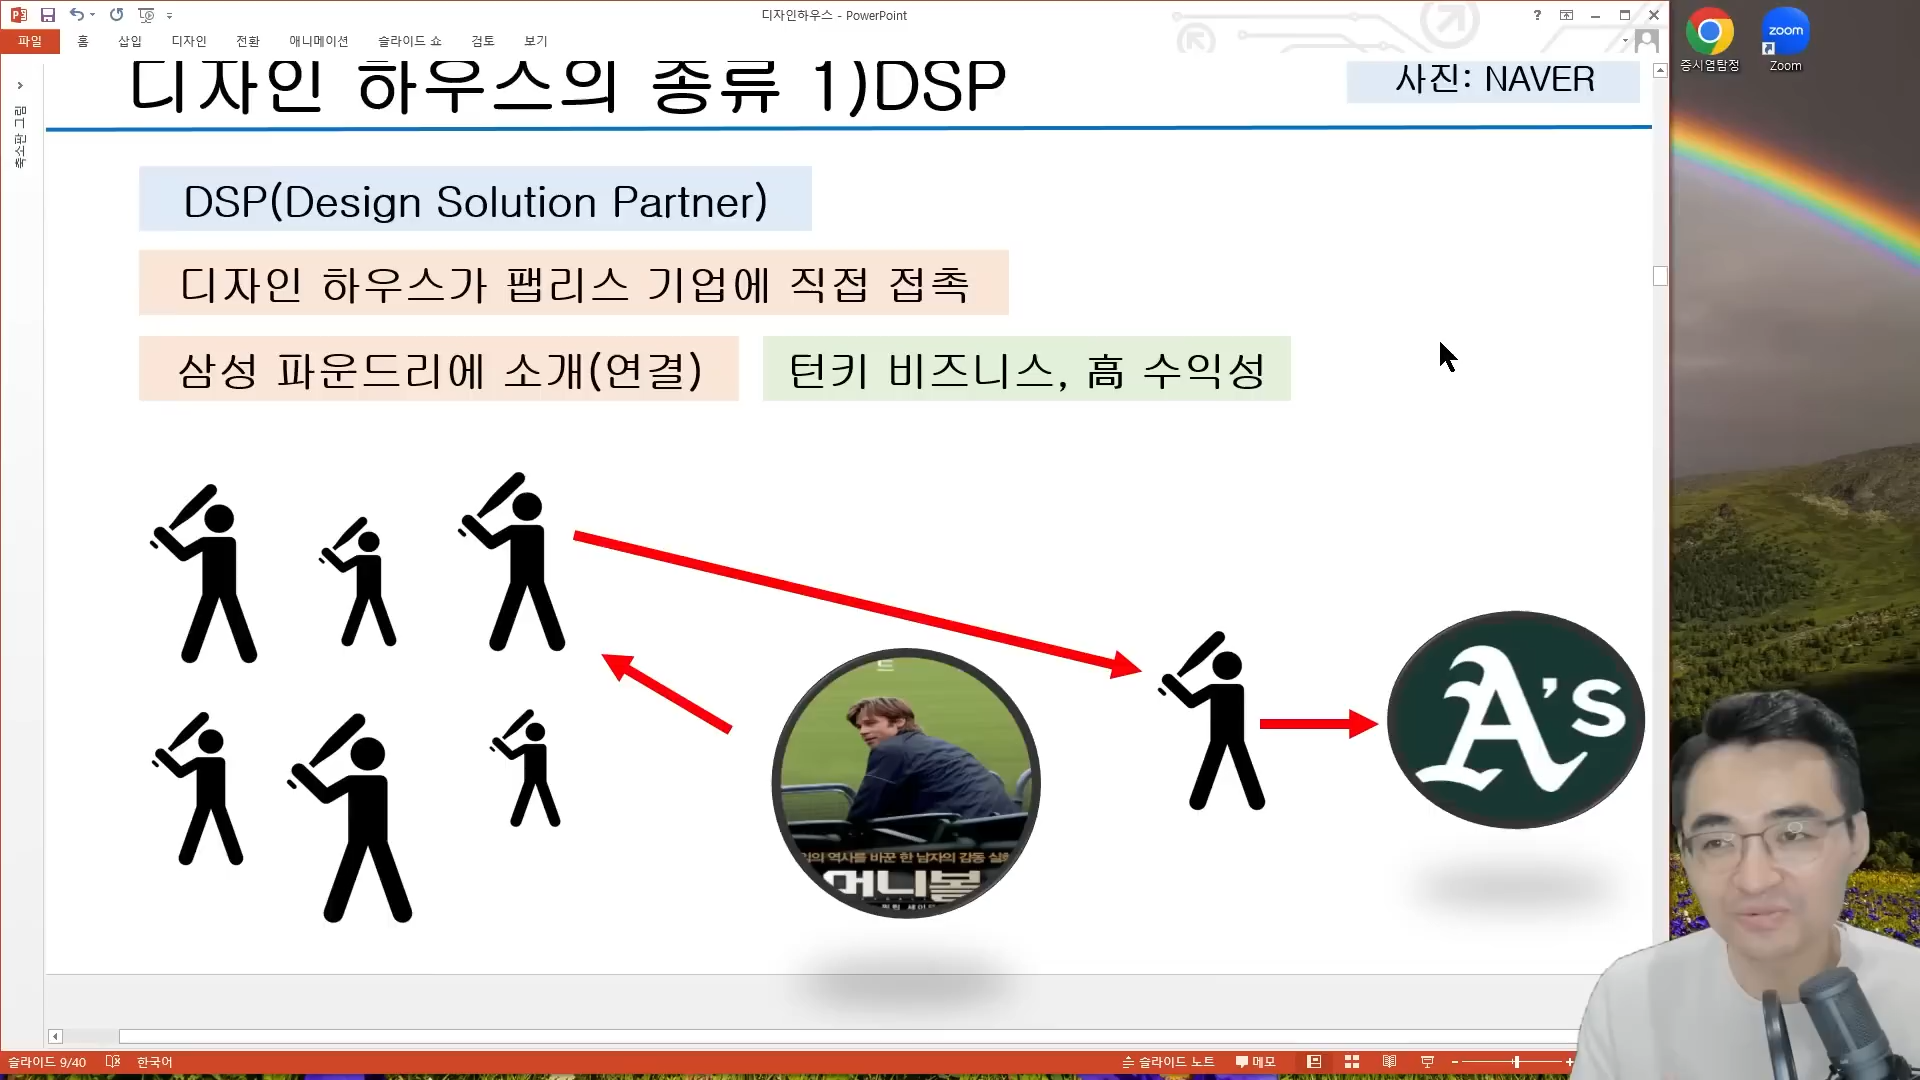 디자인하우스 - PowerPoint
파일 홈 삽입 디자인 전환 애니메이션 슬라이드 쇼 검토 보기
증시염탐정
zoom
Zoom
축소판 그림
디자인 하우스의 종류 1)DSP
사진: NAVER
DSP(Design Solution Partner)
디자인 하우스가 팹리스 기업에 직접 접촉
삼성 파운드리에 소개(연결)
턴키 비즈니스, 高 수익성
A's
머니볼
슬라이드 9/40 한국어
슬라이드 노트 메모